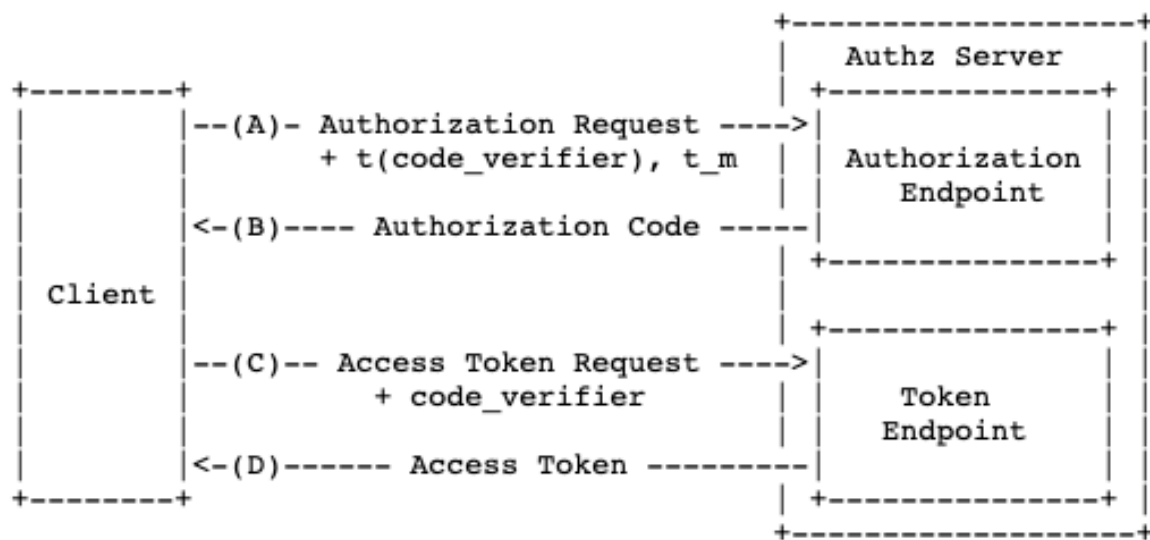 Authz Server
--(A)- Authorization Request ---->
+ t(code_verifier), t_m
Authorization
Endpoint
<-(B)---- Authorization Code -----
Client
--(C)-- Access Token Request ---->
+ code_verifier
Token
Endpoint
<-(D)------ Access Token ---------